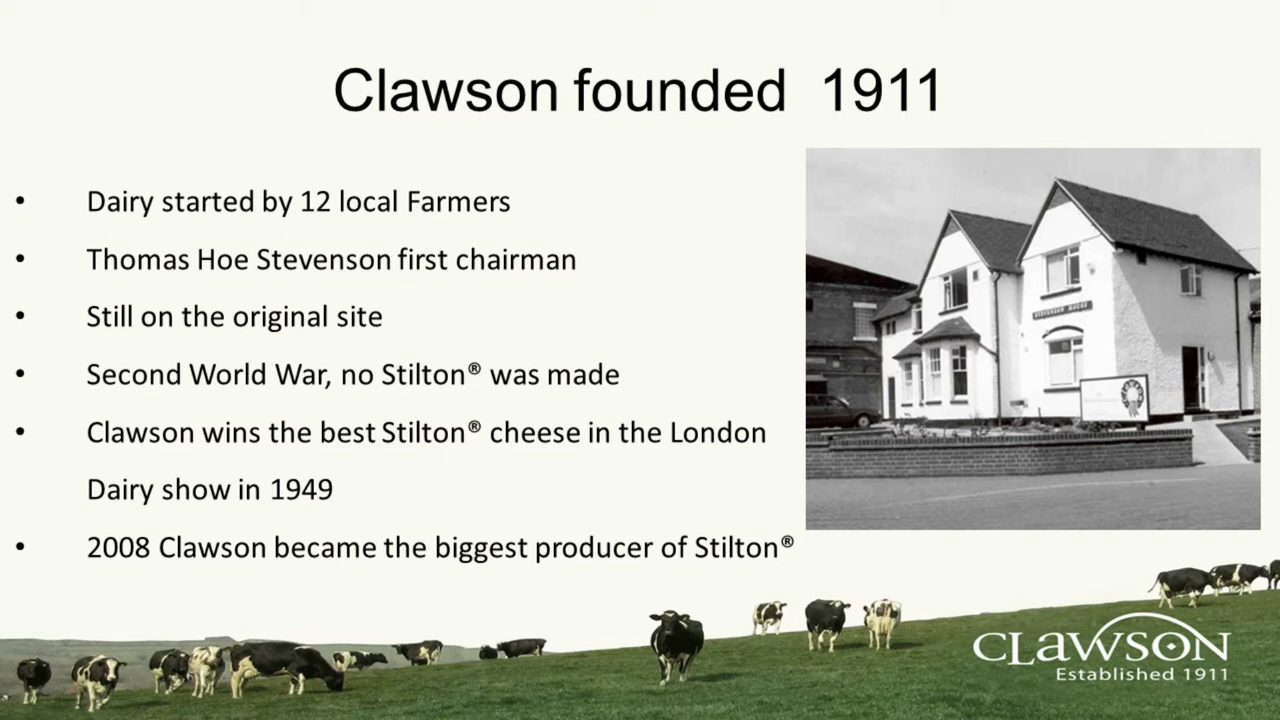 Clawson founded 1911
• Dairy started by 12 local Farmers
• Thomas Hoe Stevenson first chairman
• Still on the original site
• Second World War, no Stilton® was made
• Clawson wins the best Stilton® cheese in the London
Dairy show in 1949
• 2008 Clawson became the biggest producer of Stilton®
STEVENSON HOUSE
CLAWSON
Established 1911